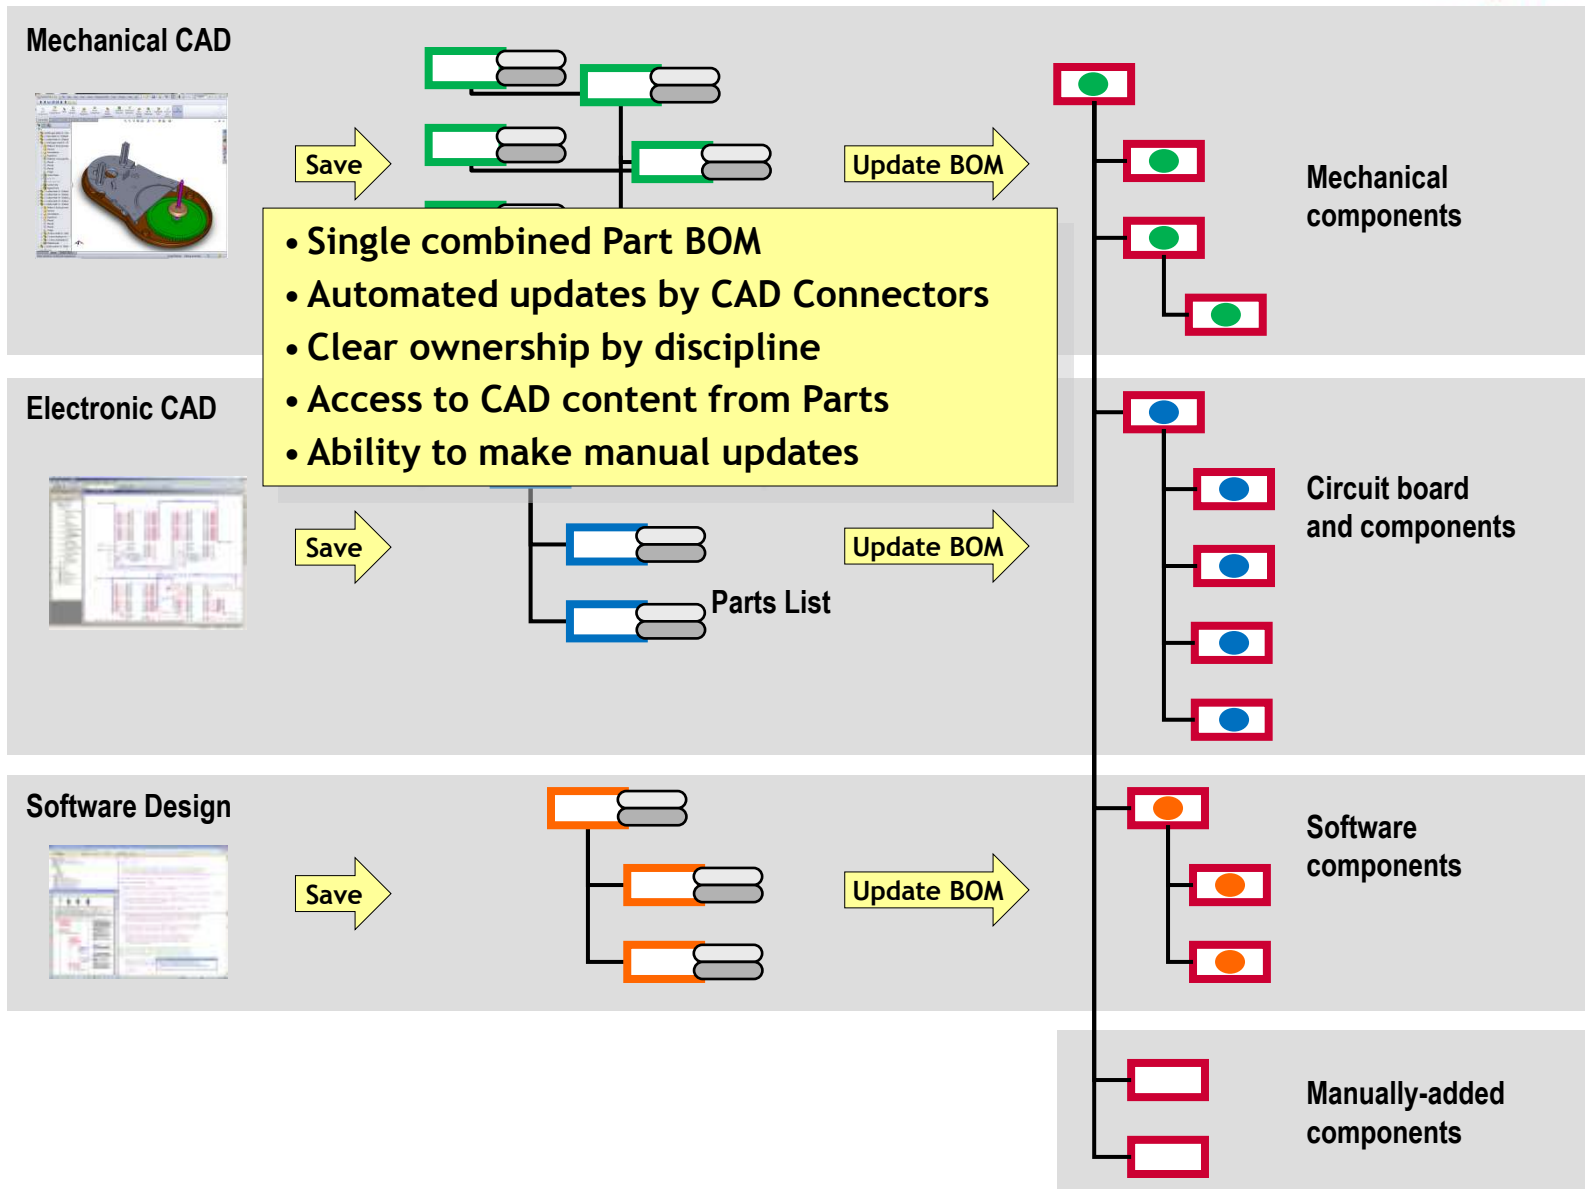 Mechanical CAD
Save
Update BOM
Mechanical
components
• Single combined Part BOM
• Automated updates by CAD Connectors
• Clear ownership by discipline
• Access to CAD content from Parts
• Ability to make manual updates
Electronic CAD
Save
Update BOM
Parts List
Circuit board
and components
Software Design
Save
Update BOM
Software
components
Manually-added
components